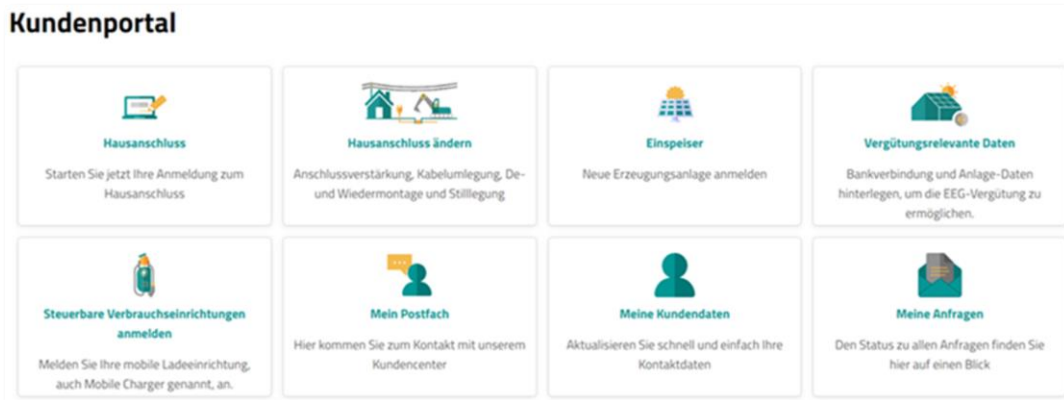 Kundenportal
Hausanschluss
Starten Sie jetzt Ihre Anmeldung zum
Hausanschluss
Hausanschluss ändern
Anschlussverstärkung, Kabelumlegung, De-
und Wiedermontage und Stilllegung
Einspeiser
Neue Erzeugungsanlage anmelden
Vergütungsrelevante Daten
Bankverbindung und Anlage-Daten
hinterlegen, um die EEG-Vergütung zu
ermöglichen.
Steuerbare Verbrauchseinrichtungen
anmelden
Melden Sie Ihre mobile Ladeeinrichtung,
auch Mobile Charger genannt, an.
Mein Postfach
Hier kommen Sie zum Kontakt mit unserem
Kundencenter
Meine Kundendaten
Aktualisieren Sie schnell und einfach Ihre
Kontaktdaten
Meine Anfragen
Den Status zu allen Anfragen finden Sie
hier auf einen Blick